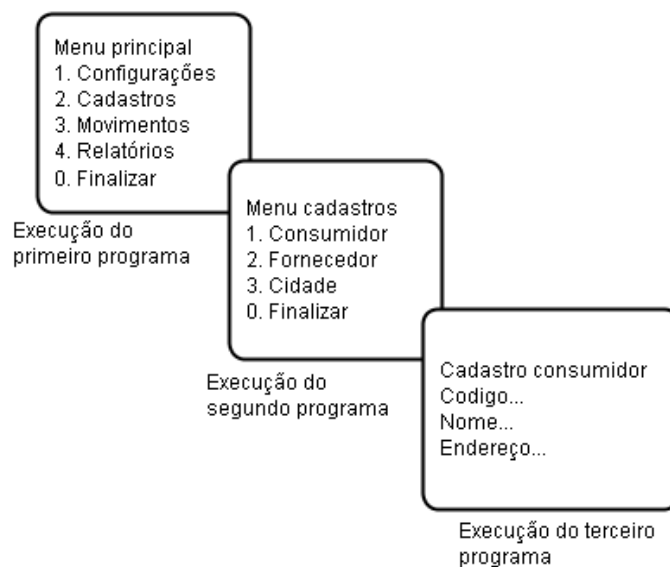 Menu principal
1. Configurações
2. Cadastros
3. Movimentos
4. Relatórios
0. Finalizar
Execução do
primeiro programa
Menu cadastros
1. Consumidor
2. Fornecedor
3. Cidade
0. Finalizar
Execução do
segundo programa
Cadastro consumidor
Codigo...
Nome...
Endereço...
Execução do terceiro
programa